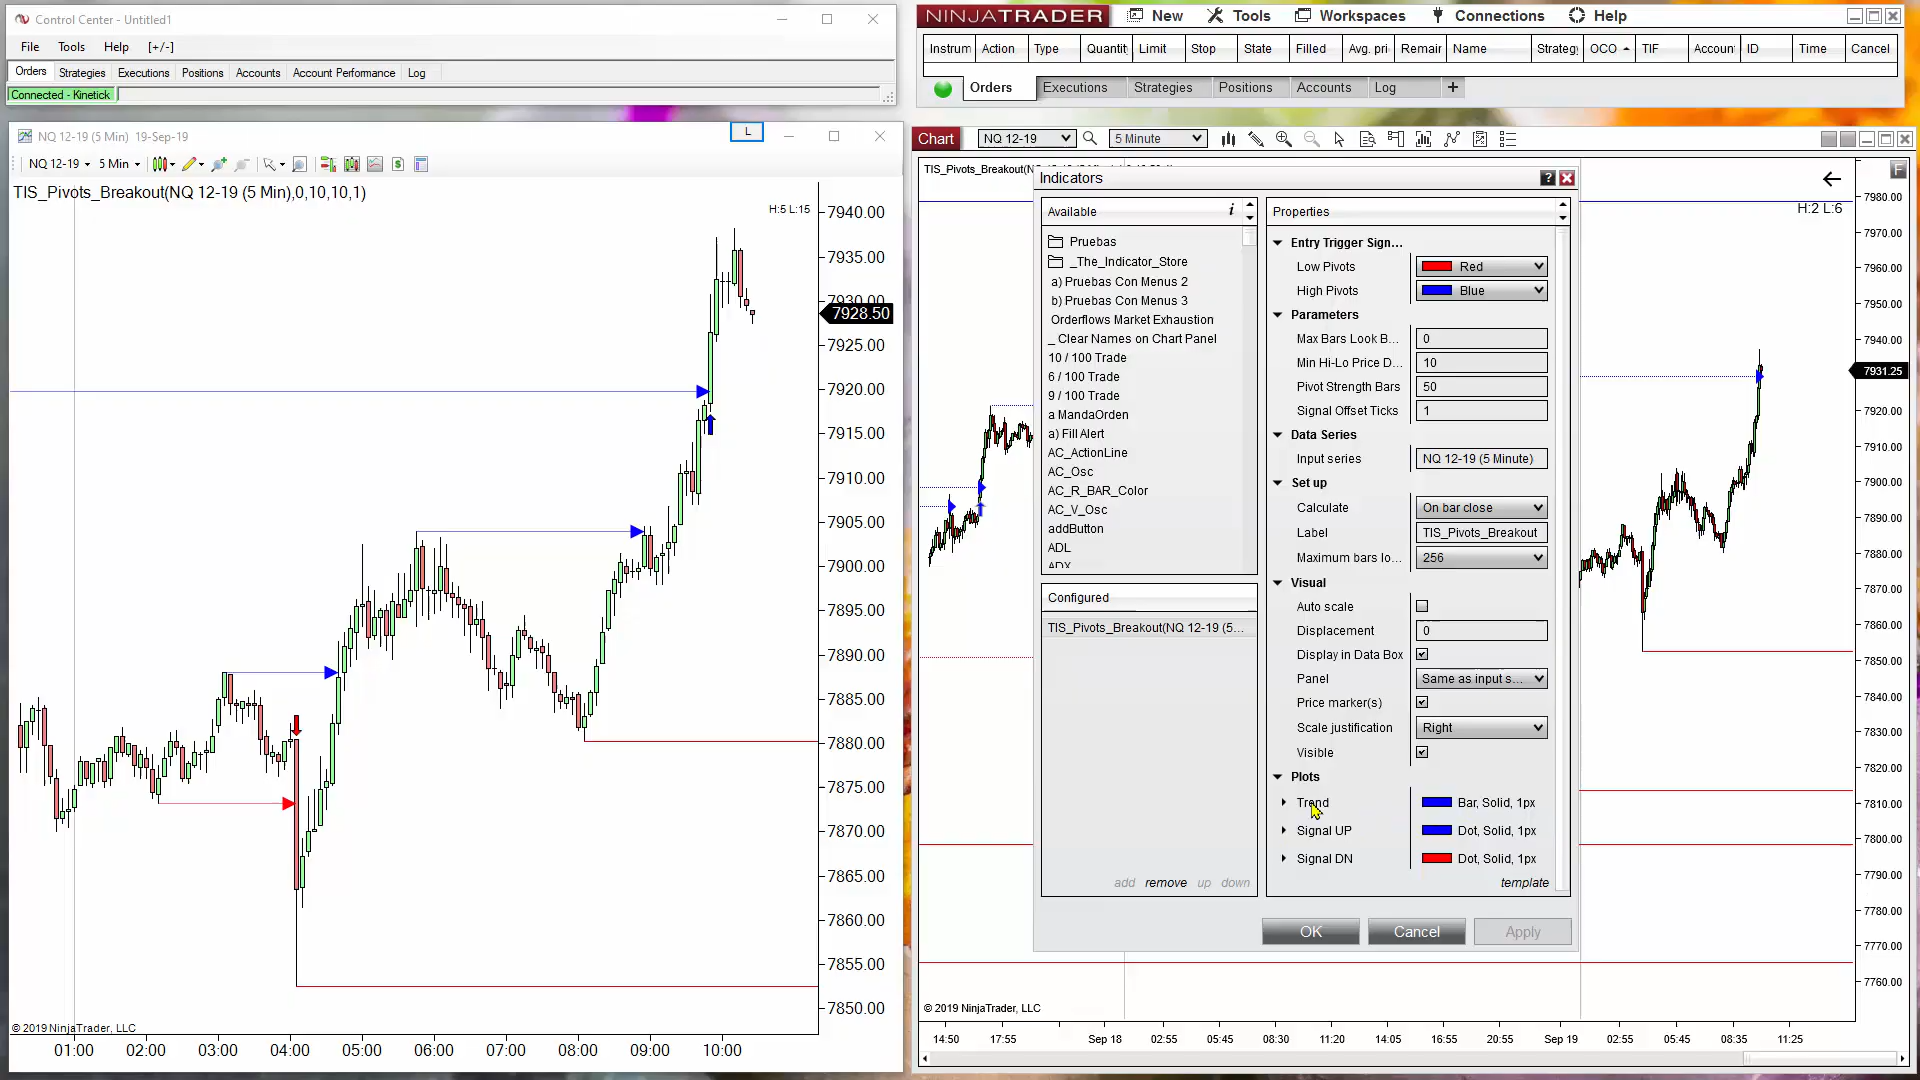 Control Center - Untitled1
File Tools Help [+/-]
Orders Strategies Executions Positions Accounts Account Performance Log
Connected - Kinetick
NQ 12-19 (5 Min) 19-Sep-19
L
NQ 12-19 5 Min
TIS_Pivots_Breakout(NQ 12-19 (5 Min),0,10,10,1)
H:5 L:15
7940.00
7935.00
7930.00
7928.50
7925.00
7920.00
7915.00
7910.00
7905.00
7900.00
7895.00
7890.00
7885.00
7880.00
7875.00
7870.00
7865.00
7860.00
7855.00
7850.00
© 2019 NinjaTrader, LLC
01:00 02:00 03:00 04:00 05:00 06:00 07:00 08:00 09:00 10:00
NINJATRADER New Tools Workspaces Connections Help
Instrum Action Type Quantity Limit Stop State Filled Avg. pri Remain Name Strategy OCO TIF Account ID Time Cancel
Orders Executions Strategies Positions Accounts Log +
Chart NQ 12-19 5 Minute
F
TIS_Pivots_Breakout(N
H:2 L:6
Indicators
?
Available i
Pruebas
_The_Indicator_Store
a) Pruebas Con Menus 2
b) Pruebas Con Menus 3
Orderflows Market Exhaustion
_ Clear Names on Chart Panel
10 / 100 Trade
6 / 100 Trade
9 / 100 Trade
a MandaOrden
a) Fill Alert
AC_ActionLine
AC_Osc
AC_R_BAR_Color
AC_V_Osc
addButton
ADL
ADX
Configured
TIS_Pivots_Breakout(NQ 12-19 (5...
add remove up down
Properties
Entry Trigger Sign...
Low Pivots Red
High Pivots Blue
Parameters
Max Bars Look B... 0
Min Hi-Lo Price D... 10
Pivot Strength Bars 50
Signal Offset Ticks 1
Data Series
Input series NQ 12-19 (5 Minute)
Set up
Calculate On bar close
Label TIS_Pivots_Breakout
Maximum bars lo... 256
Visual
Auto scale
Displacement 0
Display in Data Box
Panel Same as input s...
Price marker(s)
Scale justification Right
Visible
Plots
Trend Bar, Solid, 1px
Signal UP Dot, Solid, 1px
Signal DN Dot, Solid, 1px
template
OK Cancel Apply
7980.00
7970.00
7960.00
7950.00
7940.00
7931.25
7920.00
7910.00
7900.00
7890.00
7880.00
7870.00
7860.00
7850.00
7840.00
7830.00
7820.00
7810.00
7800.00
7790.00
7780.00
7770.00
7760.00
© 2019 NinjaTrader, LLC
14:50 17:55 Sep 18 02:55 05:45 08:30 11:20 14:05 16:55 20:55 Sep 19 02:55 05:45 08:35 11:25